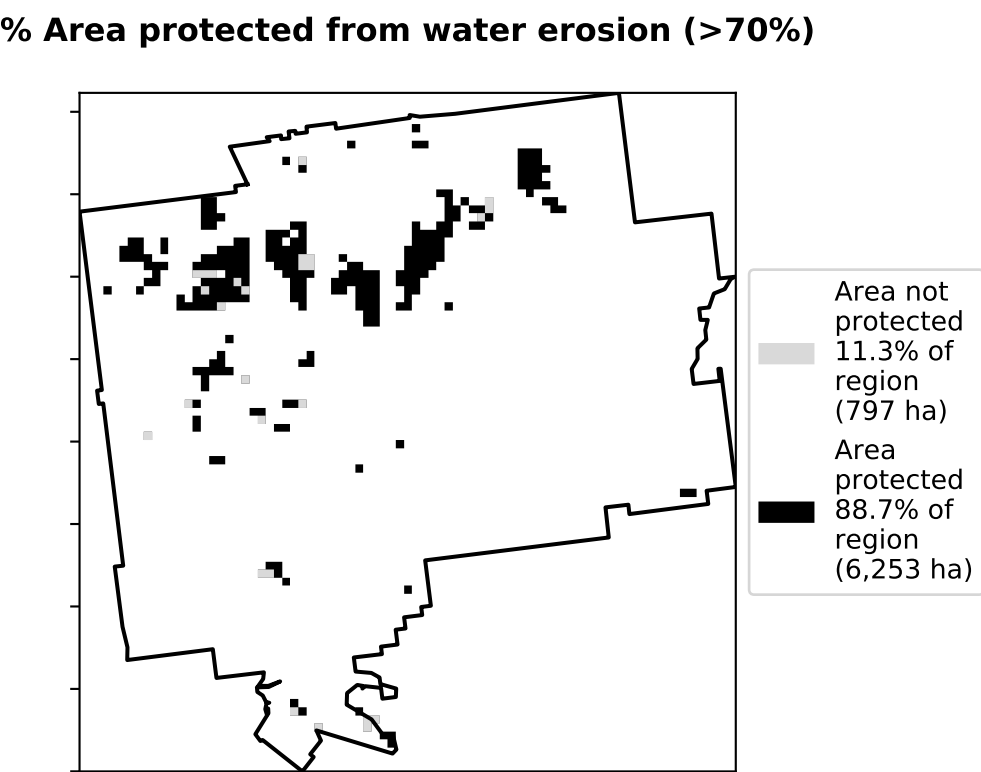 % Area protected from water erosion (>70%)
Area not
protected
11.3% of
region
(797 ha)
Area
protected
88.7% of
region
(6,253 ha)